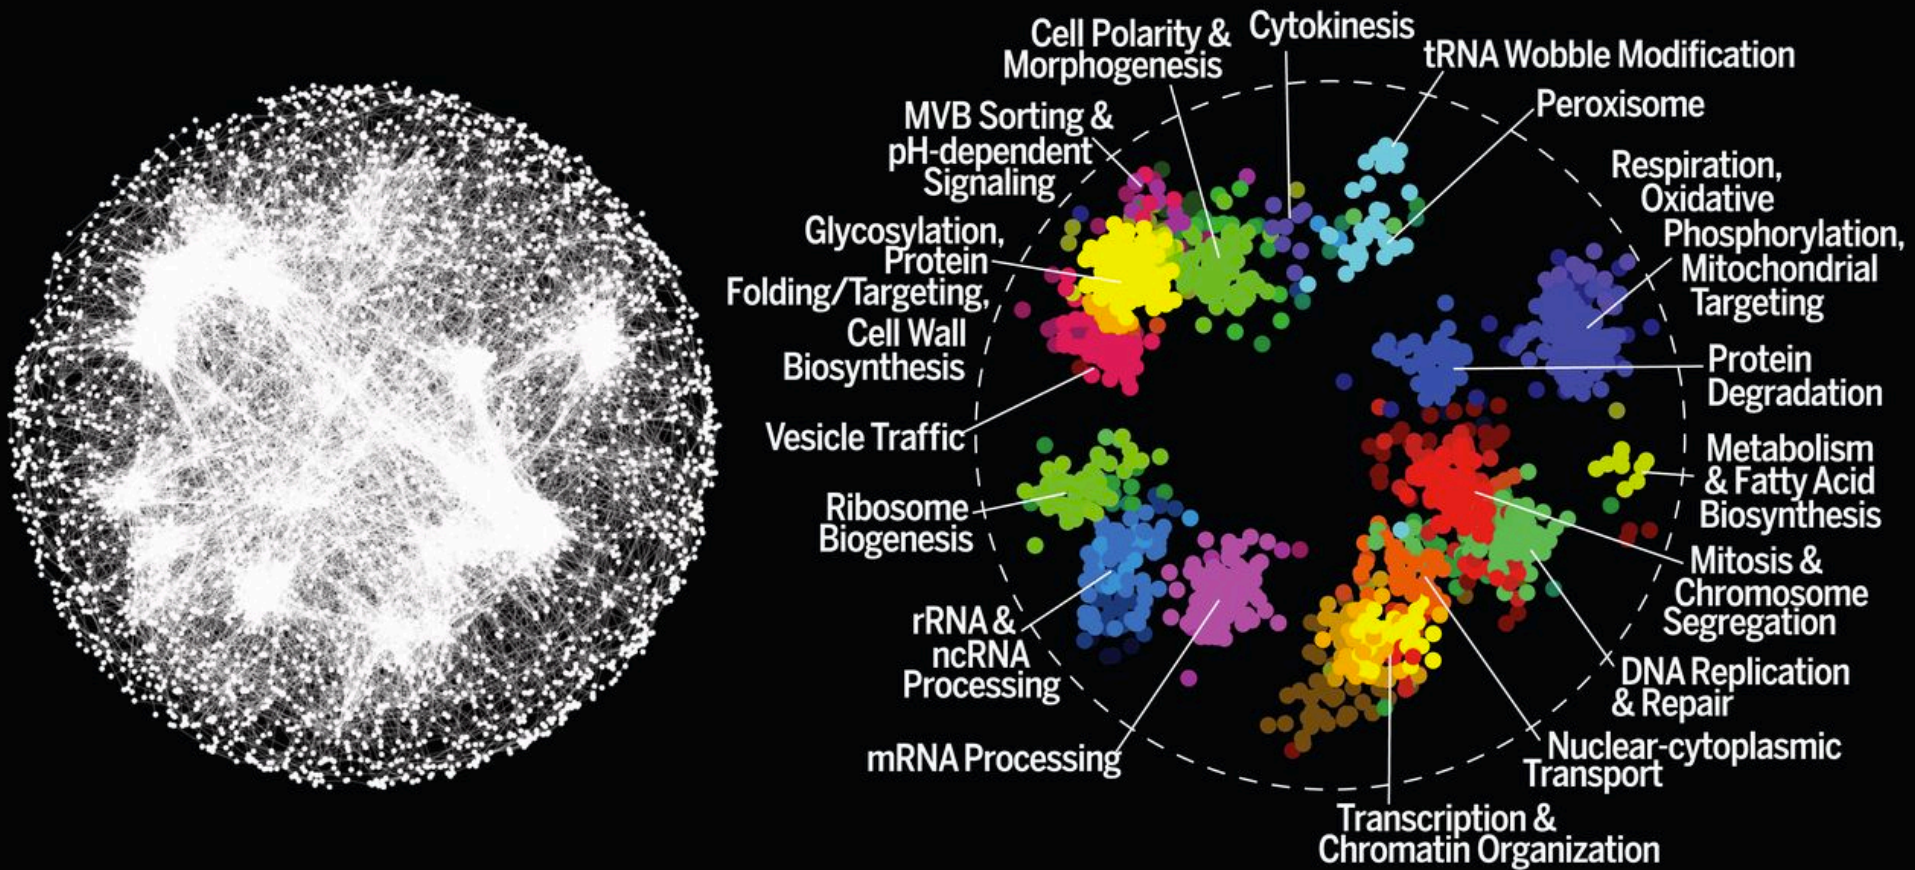 Cell Polarity &
Morphogenesis
Cytokinesis
tRNA Wobble Modification
Peroxisome
MVB Sorting &
pH-dependent
Signaling
Respiration,
Oxidative
Phosphorylation,
Mitochondrial
Targeting
Glycosylation,
Protein
Folding/Targeting,
Cell Wall
Biosynthesis
Protein
Degradation
Vesicle Traffic
Metabolism
& Fatty Acid
Biosynthesis
Ribosome
Biogenesis
Mitosis &
Chromosome
Segregation
rRNA &
ncRNA
Processing
DNA Replication
& Repair
mRNA Processing
Nuclear-cytoplasmic
Transport
Transcription &
Chromatin Organization